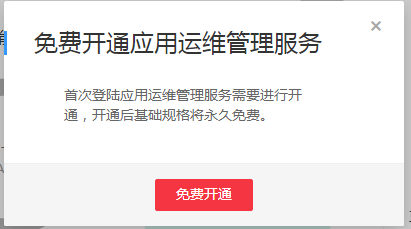 免费开通应用运维管理服务
首次登陆应用运维管理服务需要进行开
通，开通后基础规格将永久免费。
免费开通